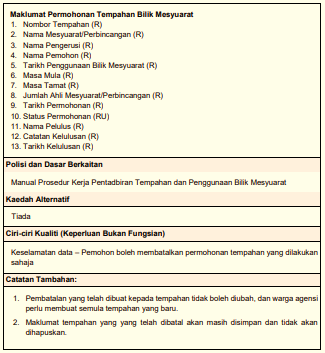 Maklumat Permohonan Tempahan Bilik Mesyuarat
1. Nombor Tempahan (R)
2. Nama Mesyuarat/Perbincangan (R)
3. Nama Pengerusi (R)
4. Nama Pemohon (R)
5. Tarikh Penggunaan Bilik Mesyuarat (R)
6. Masa Mula (R)
7. Masa Tamat (R)
8. Jumlah Ahli Mesyuarat/Perbincangan (R)
9. Tarikh Permohonan (R)
10. Status Permohonan (RU)
11. Nama Pelulus (R)
12. Catatan Kelulusan (R)
13. Tarikh Kelulusan (R)
Polisi dan Dasar Berkaitan
Manual Prosedur Kerja Pentadbiran Tempahan dan Penggunaan Bilik Mesyuarat
Kaedah Alternatif
Tiada
Ciri-ciri Kualiti (Keperluan Bukan Fungsian)
Keselamatan data – Pemohon boleh membatalkan permohonan tempahan yang dilakukan
sahaja
Catatan Tambahan:
1. Pembatalan yang telah dibuat kepada tempahan tidak boleh diubah, dan warga agensi
perlu membuat semula tempahan yang baru.
2. Maklumat tempahan yang yang telah dibatal akan masih disimpan dan tidak akan
dihapuskan.